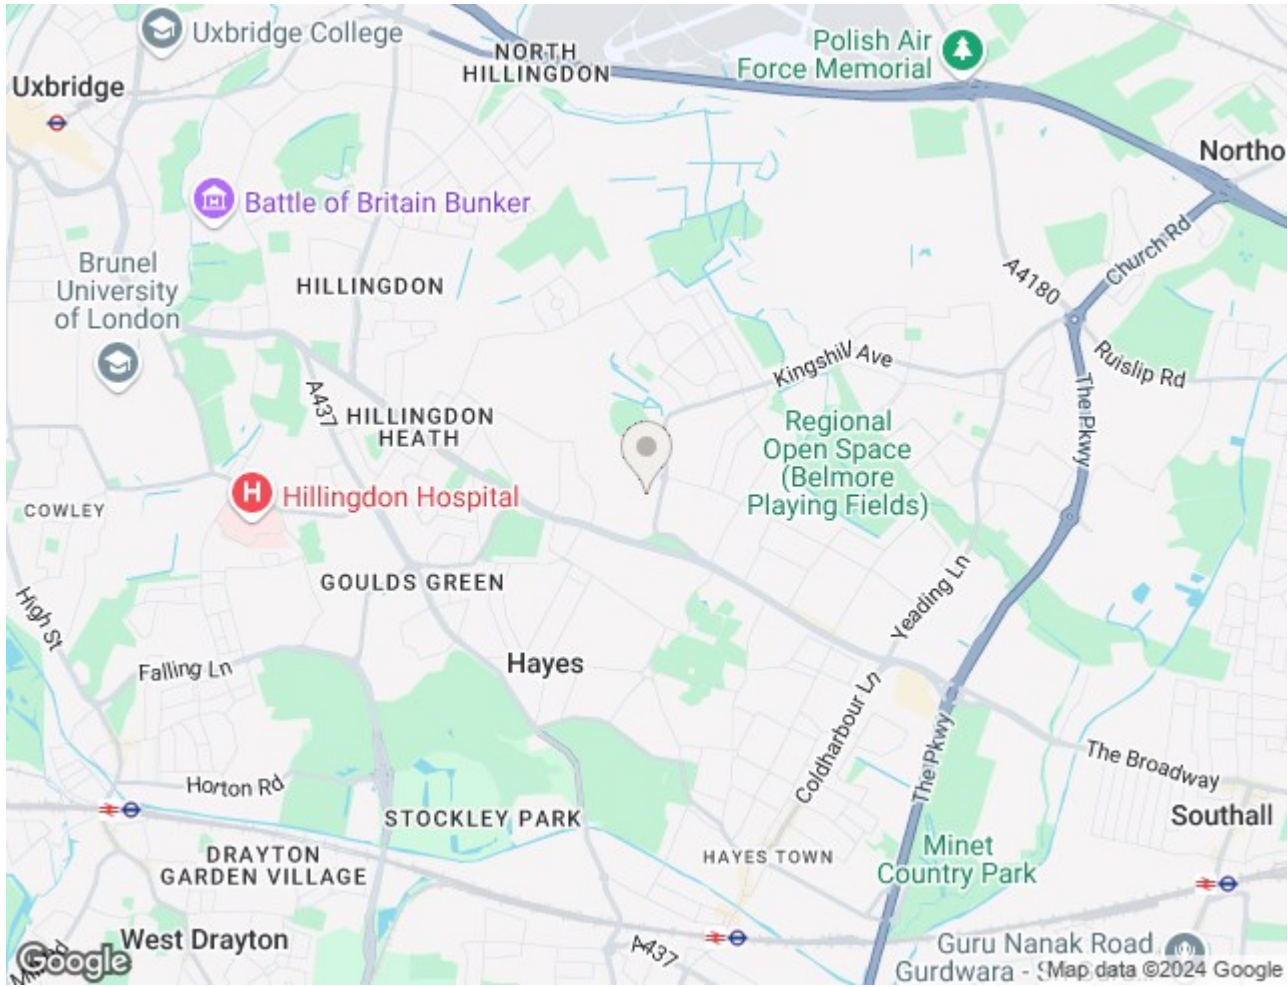 Uxbridge College
NORTH
HILLINGDON
Polish Air
Force Memorial
Uxbridge
Northo
Battle of Britain Bunker
Church Rd
Brunel
University
of London
HILLINGDON
A4180
Kingshill Ave
Ruislip Rd
A437
The Pkwy
HILLINGDON
HEATH
Regional
Open Space
(Belmore
Playing Fields)
H
Hillingdon Hospital
COWLEY
GOULDS GREEN
Yeading Ln
High St
Hayes
Falling Ln
Coldharbour Ln
The Pkwy
The Broadway
Horton Rd
STOCKLEY PARK
Southall
DRAYTON
GARDEN VILLAGE
HAYES TOWN
Minet
Country Park
West Drayton
A437
Guru Nanak Road
Gurdwara -
Google
Map data ©2024 Google